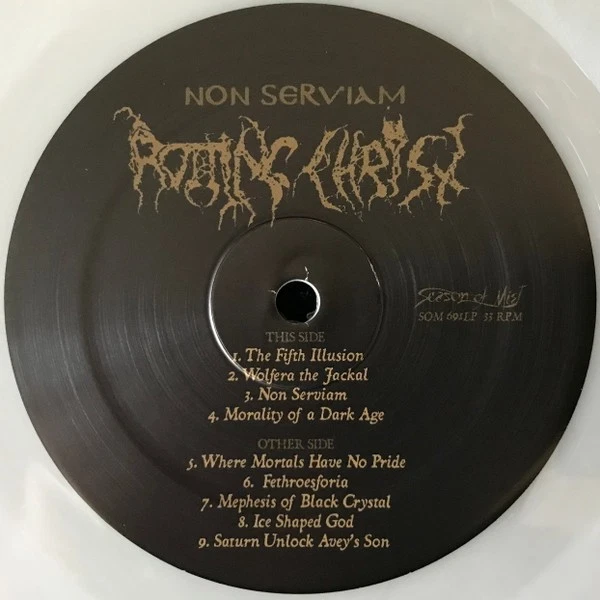 NON SERVIAM
ROTTING CHRIST
Season of Mist
SOM 691LP 33 RPM
THIS SIDE
1. The Fifth Illusion
2. Wolfera the Jackal
3. Non Serviam
4. Morality of a Dark Age
OTHER SIDE
5. Where Mortals Have No Pride
6. Fethroesforia
7. Mephesis of Black Crystal
8. Ice Shaped God
9. Saturn Unlock Avey's Son